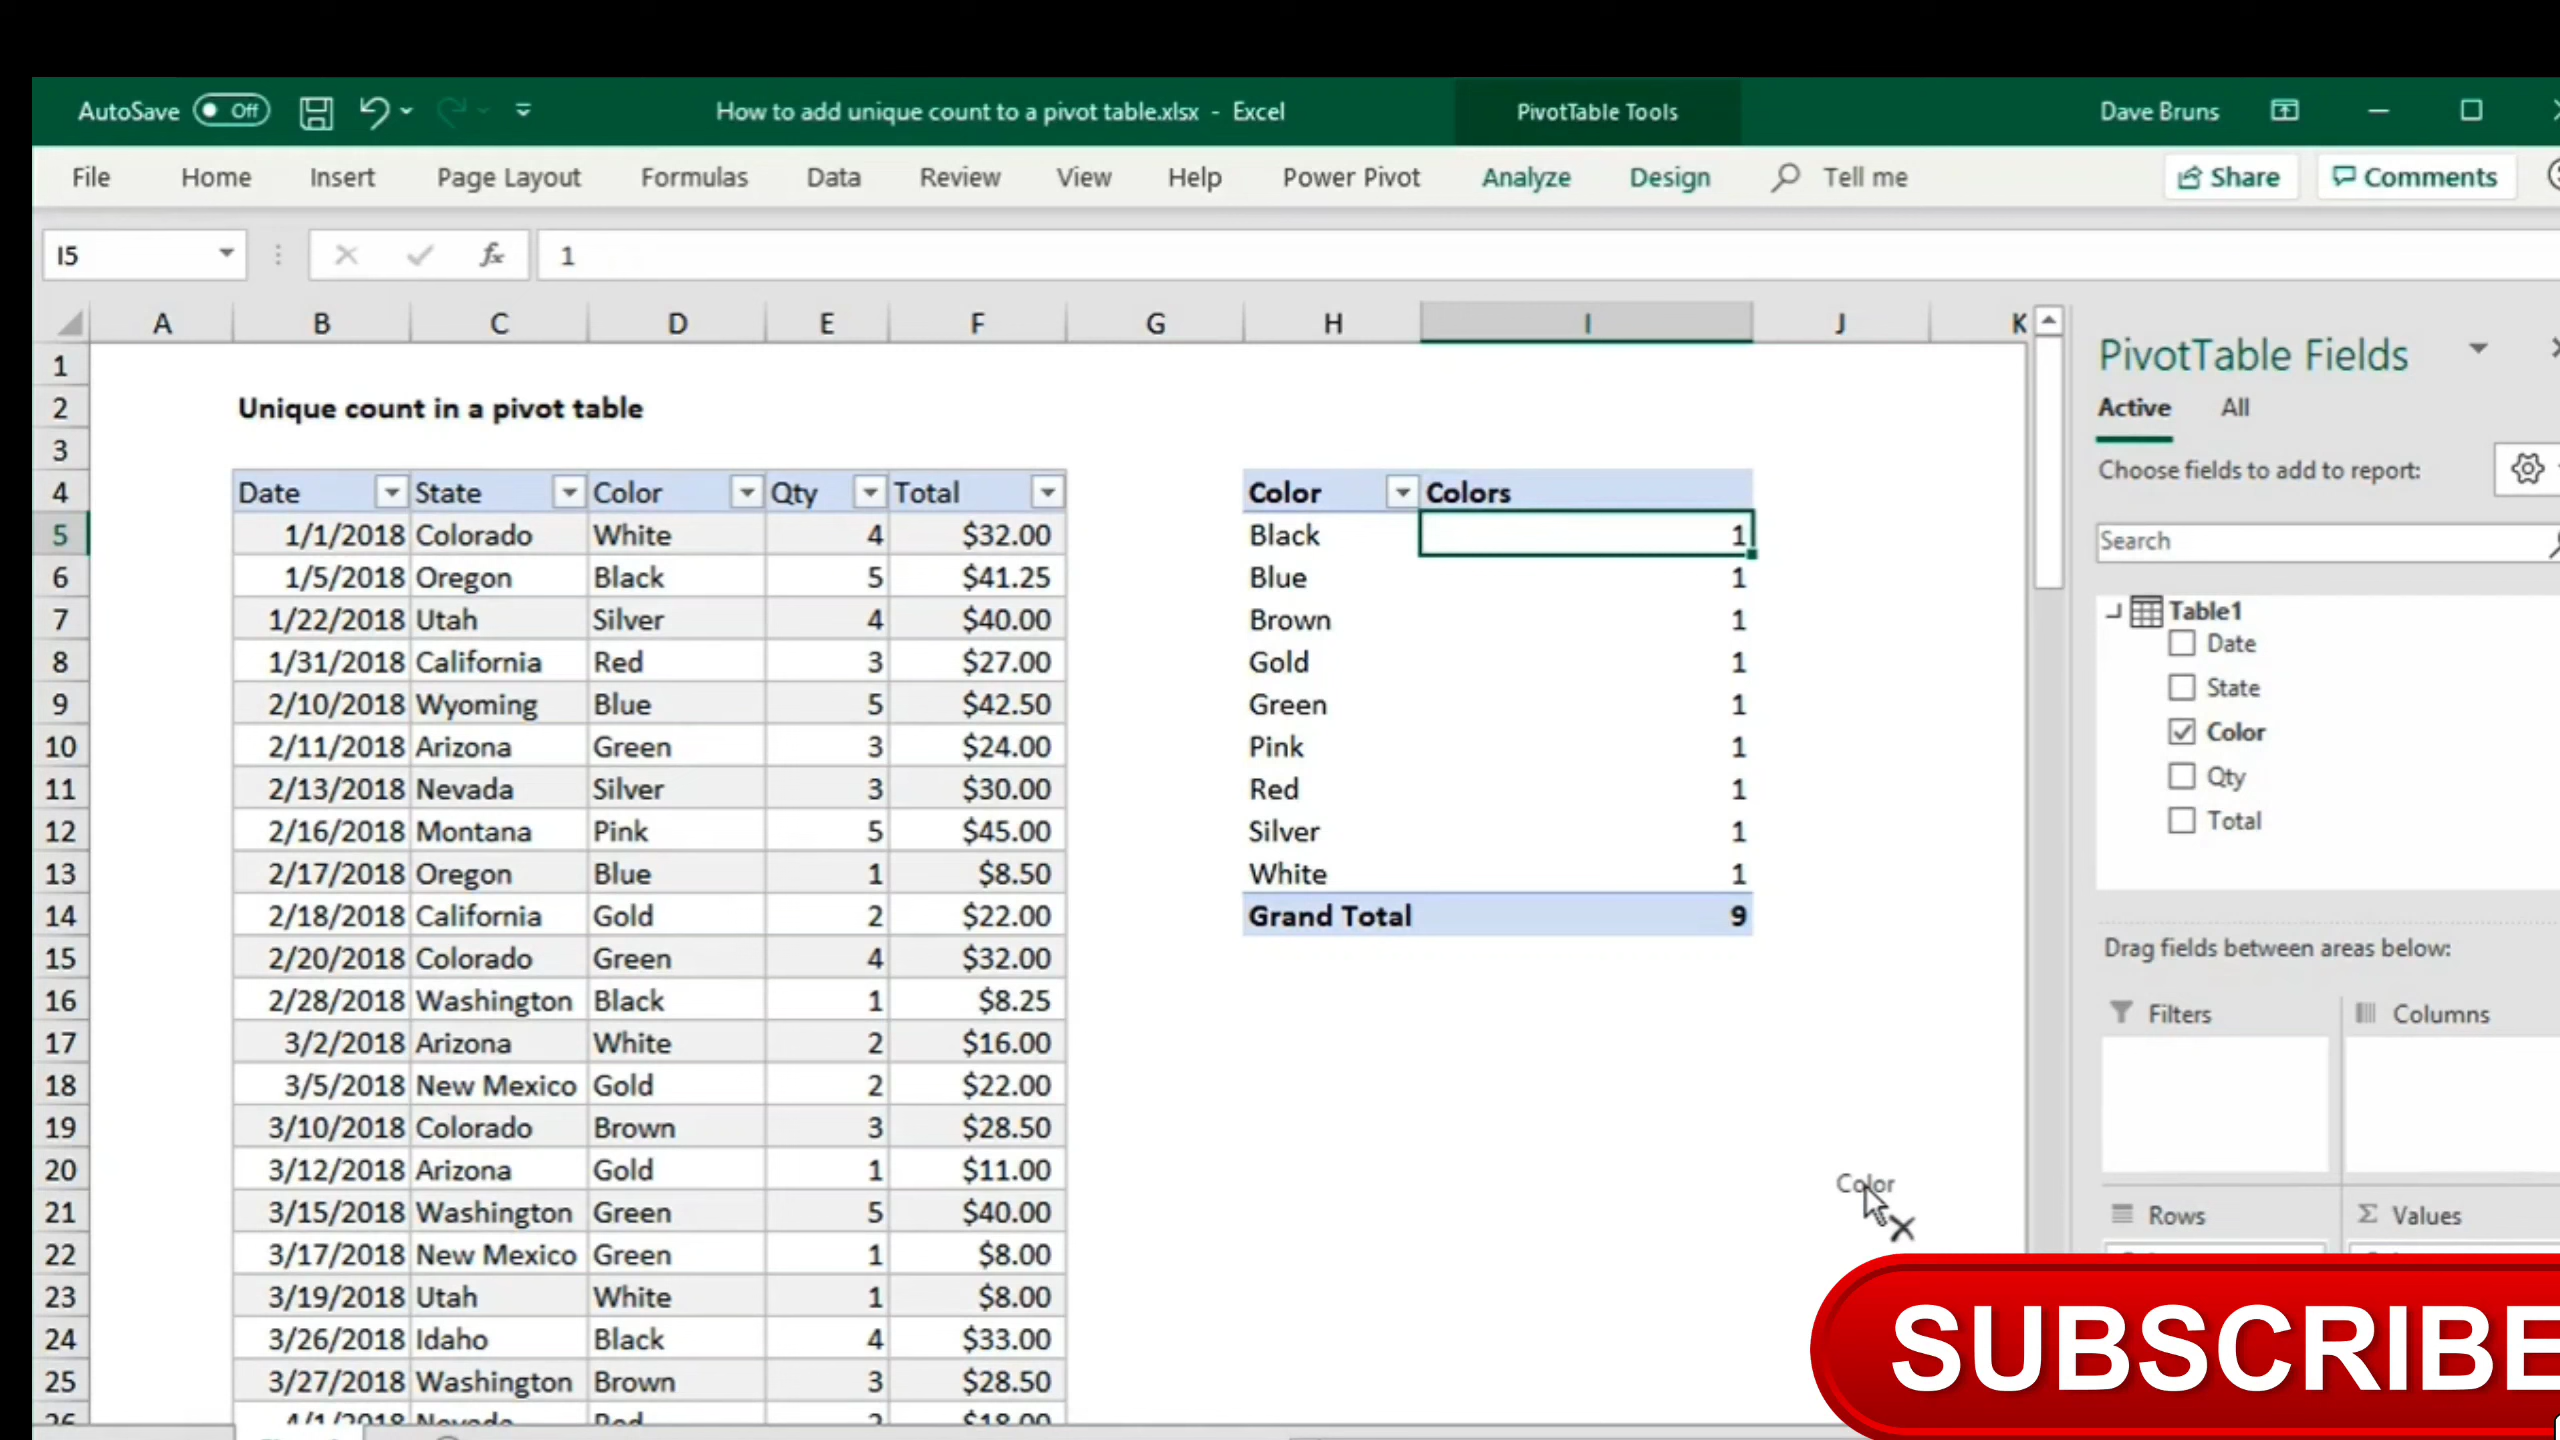 AutoSave Off How to add unique count to a pivot table.xlsx - Excel PivotTable Tools Dave Bruns
File Home Insert Page Layout Formulas Data Review View Help Power Pivot Analyze Design Tell me Share Comments
I5 fx 1
A B C D E F G H I J K
PivotTable Fields
Active All
Choose fields to add to report:
Search
Table1
Date
State
Color
Qty
Total
Drag fields between areas below:
Filters Columns
Rows Values
1
2 Unique count in a pivot table
3
4 Date State Color Qty Total Color Colors
5 1/1/2018 Colorado White 4 $32.00 Black 1
6 1/5/2018 Oregon Black 5 $41.25 Blue 1
7 1/22/2018 Utah Silver 4 $40.00 Brown 1
8 1/31/2018 California Red 3 $27.00 Gold 1
9 2/10/2018 Wyoming Blue 5 $42.50 Green 1
10 2/11/2018 Arizona Green 3 $24.00 Pink 1
11 2/13/2018 Nevada Silver 3 $30.00 Red 1
12 2/16/2018 Montana Pink 5 $45.00 Silver 1
13 2/17/2018 Oregon Blue 1 $8.50 White 1
14 2/18/2018 California Gold 2 $22.00 Grand Total 9
15 2/20/2018 Colorado Green 4 $32.00
16 2/28/2018 Washington Black 1 $8.25
17 3/2/2018 Arizona White 2 $16.00
18 3/5/2018 New Mexico Gold 2 $22.00
19 3/10/2018 Colorado Brown 3 $28.50
20 3/12/2018 Arizona Gold 1 $11.00
Color
21 3/15/2018 Washington Green 5 $40.00
22 3/17/2018 New Mexico Green 1 $8.00
23 3/19/2018 Utah White 1 $8.00
24 3/26/2018 Idaho Black 4 $33.00
25 3/27/2018 Washington Brown 3 $28.50
26 4/1/2018 Nevada Red 2 $18.00
SUBSCRIBE